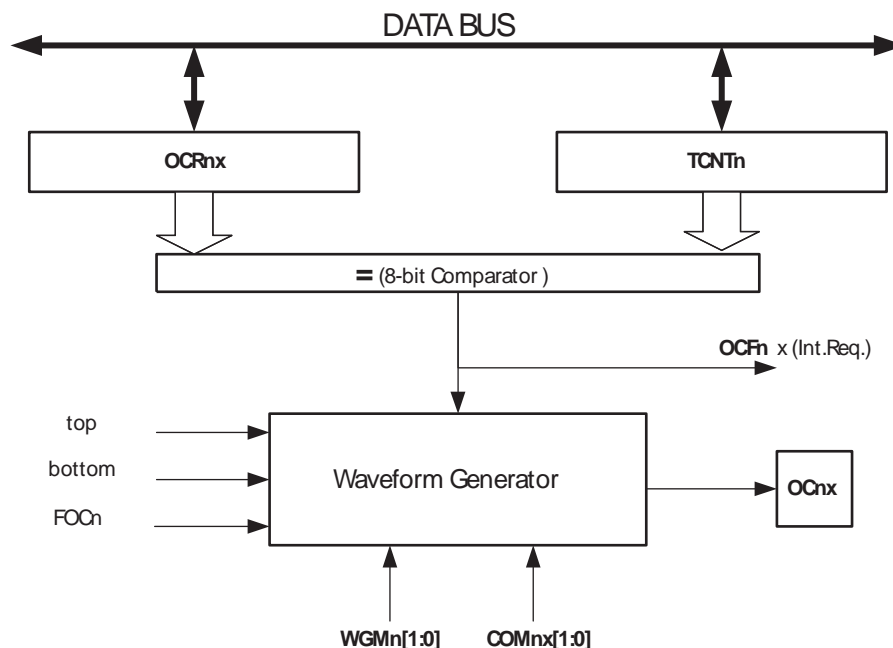 DATA BUS
OCRnx
TCNTn
= (8-bit Comparator )
OCFn x (Int.Req.)
top
bottom
FOCn
Waveform Generator
OCnx
WGMn[1:0]
COMnx[1:0]